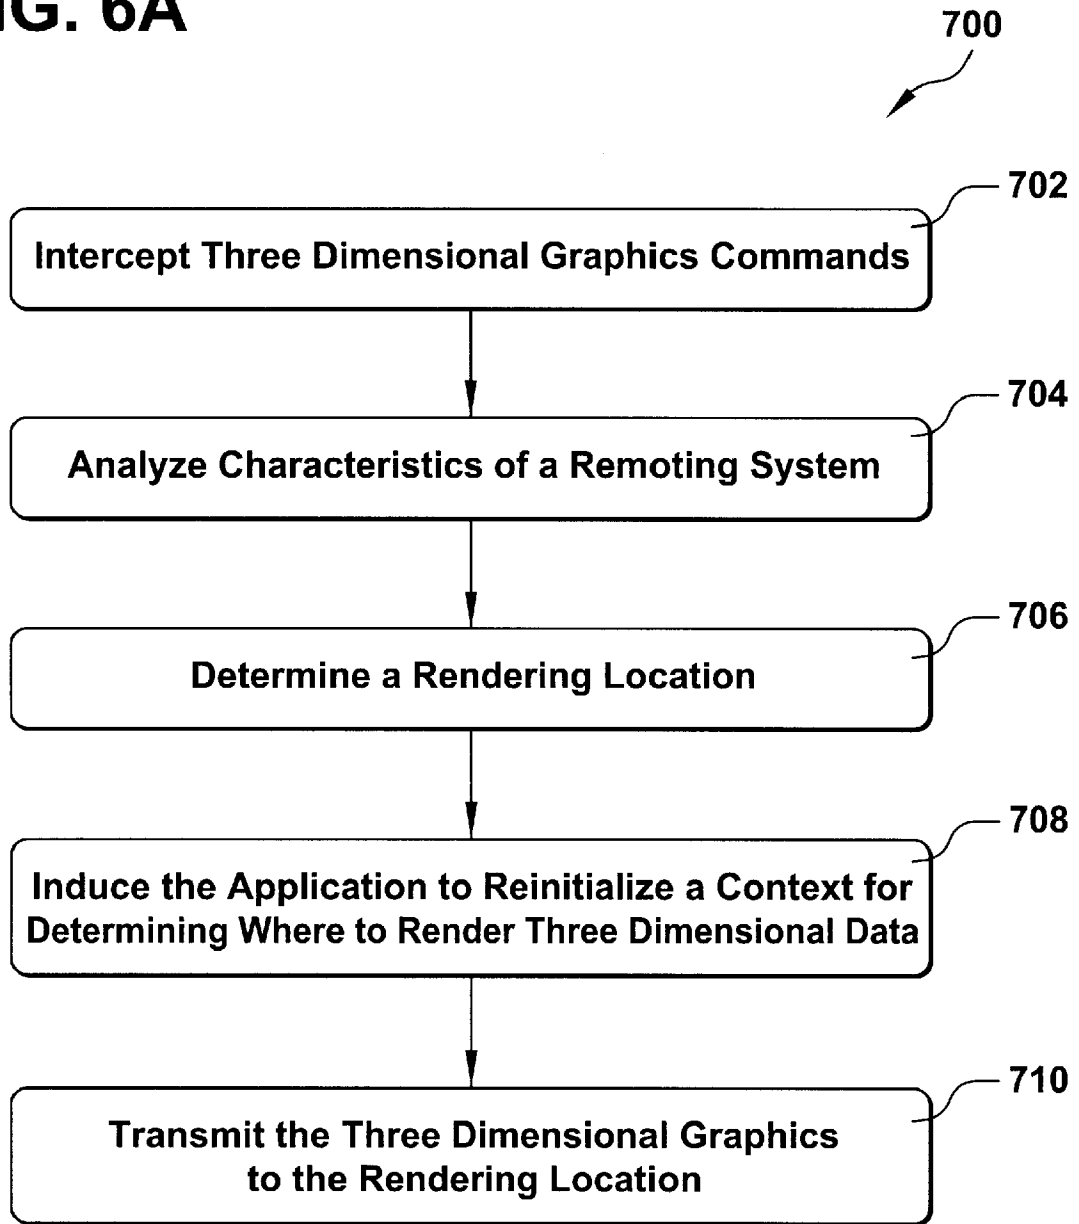 IG. 6A
700
702
Intercept Three Dimensional Graphics Commands
704
Analyze Characteristics of a Remoting System
706
Determine a Rendering Location
708
Induce the Application to Reinitialize a Context for
Determining Where to Render Three Dimensional Data
710
Transmit the Three Dimensional Graphics
to the Rendering Location